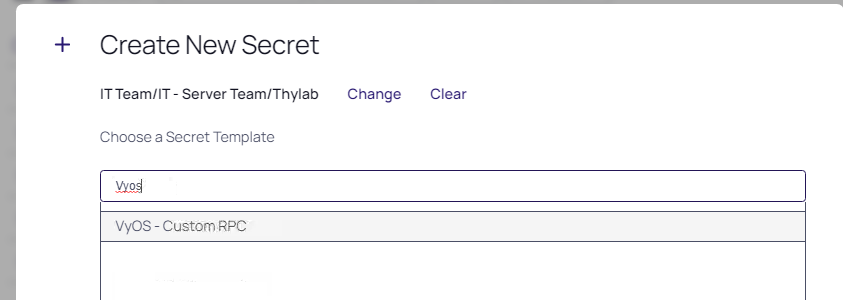 + Create New Secret
IT Team/IT - Server Team/Thylab Change Clear
Choose a Secret Template
Vyos
VyOS - Custom RPC